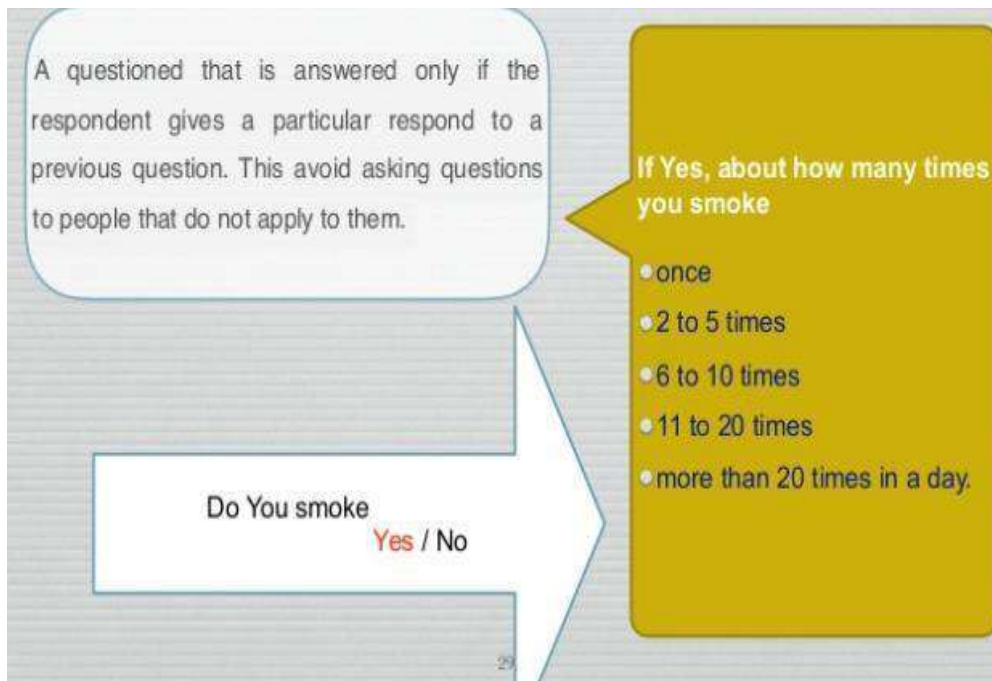 A questioned that is answered only if the
respondent gives a particular respond to a
previous question. This avoid asking questions
to people that do not apply to them.
If Yes, about how many times
you smoke
once
2 to 5 times
6 to 10 times
11 to 20 times
more than 20 times in a day.
Do You smoke
Yes / No
29